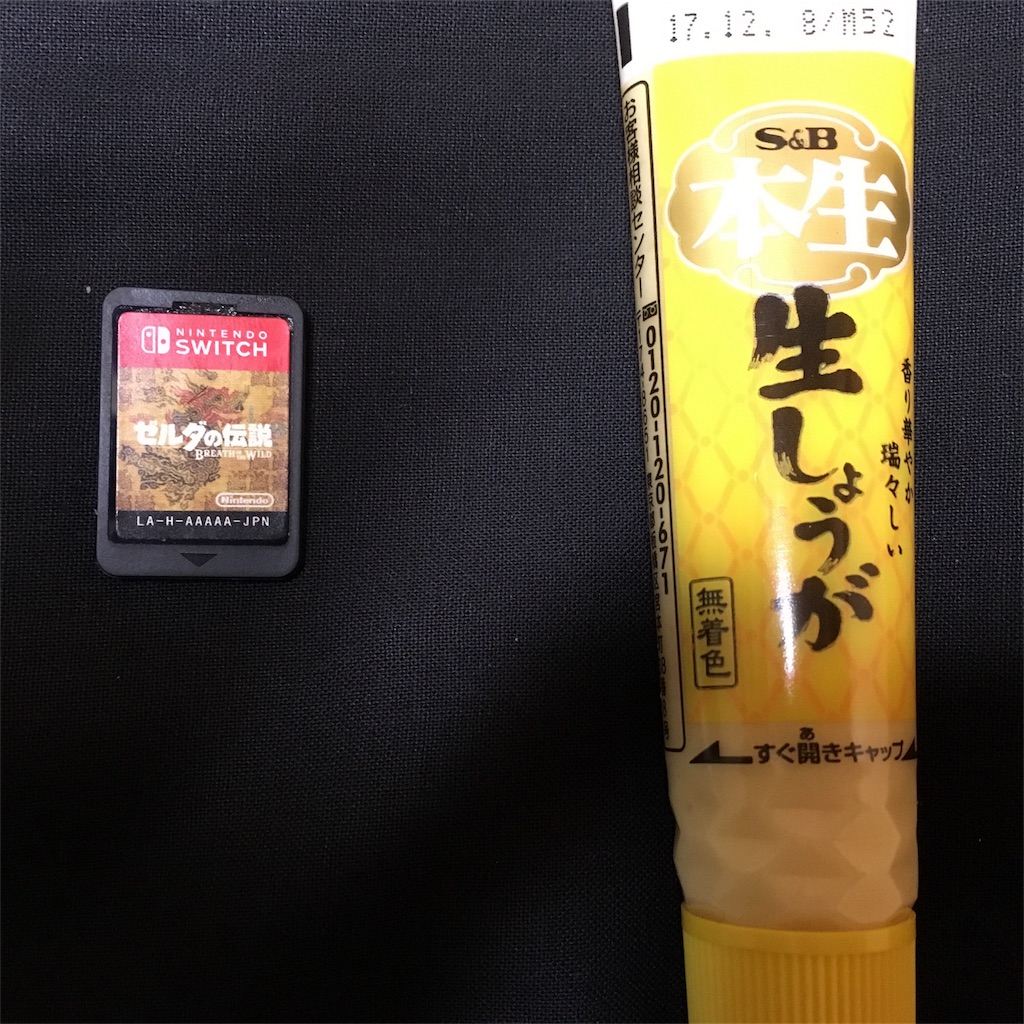 NINTENDO
SWITCH
ゼルダの伝説
BREATH OF THE WILD
Nintendo
LA-H-AAAAA-JPN
17.12. 8/M52
S&B
本生
生しょうが
香り華やか
瑞々しい
無着色
お客様相談センター
0120-120-671
あ
すぐ開きキャップ